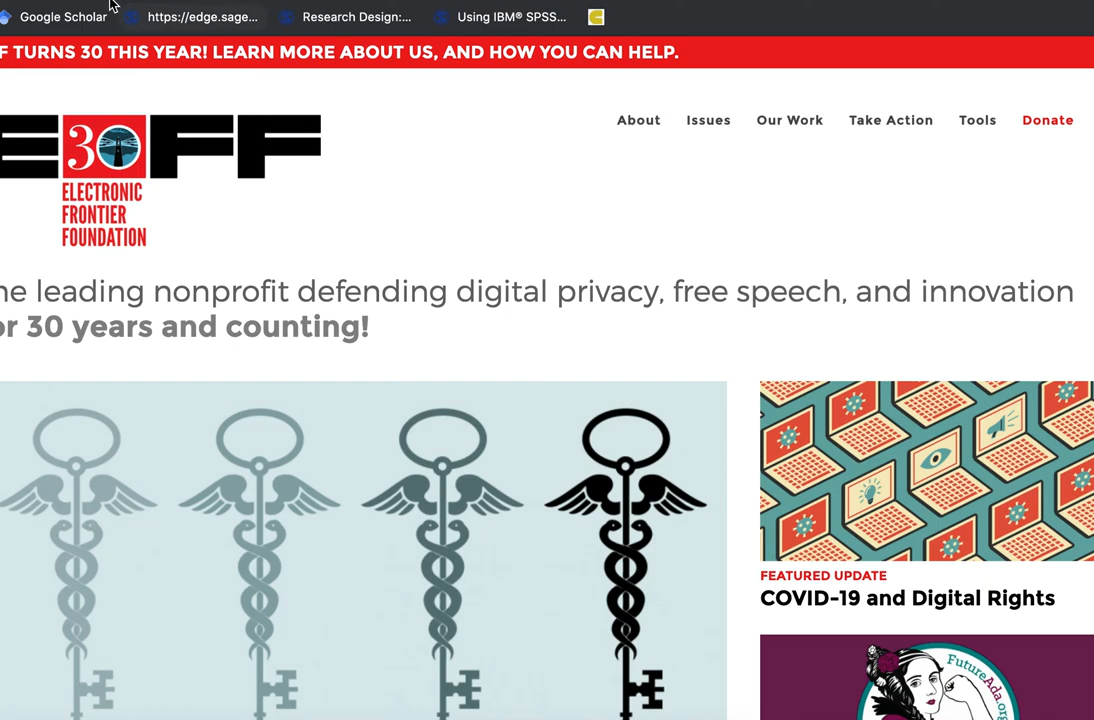 Google Scholar https://edge.sage... Research Design:... Using IBM® SPSS...
F TURNS 30 THIS YEAR! LEARN MORE ABOUT US, AND HOW YOU CAN HELP.
About Issues Our Work Take Action Tools Donate
E30FF
ELECTRONIC
FRONTIER
FOUNDATION
he leading nonprofit defending digital privacy, free speech, and innovation
or 30 years and counting!
FEATURED UPDATE
COVID-19 and Digital Rights
FutureAda.org